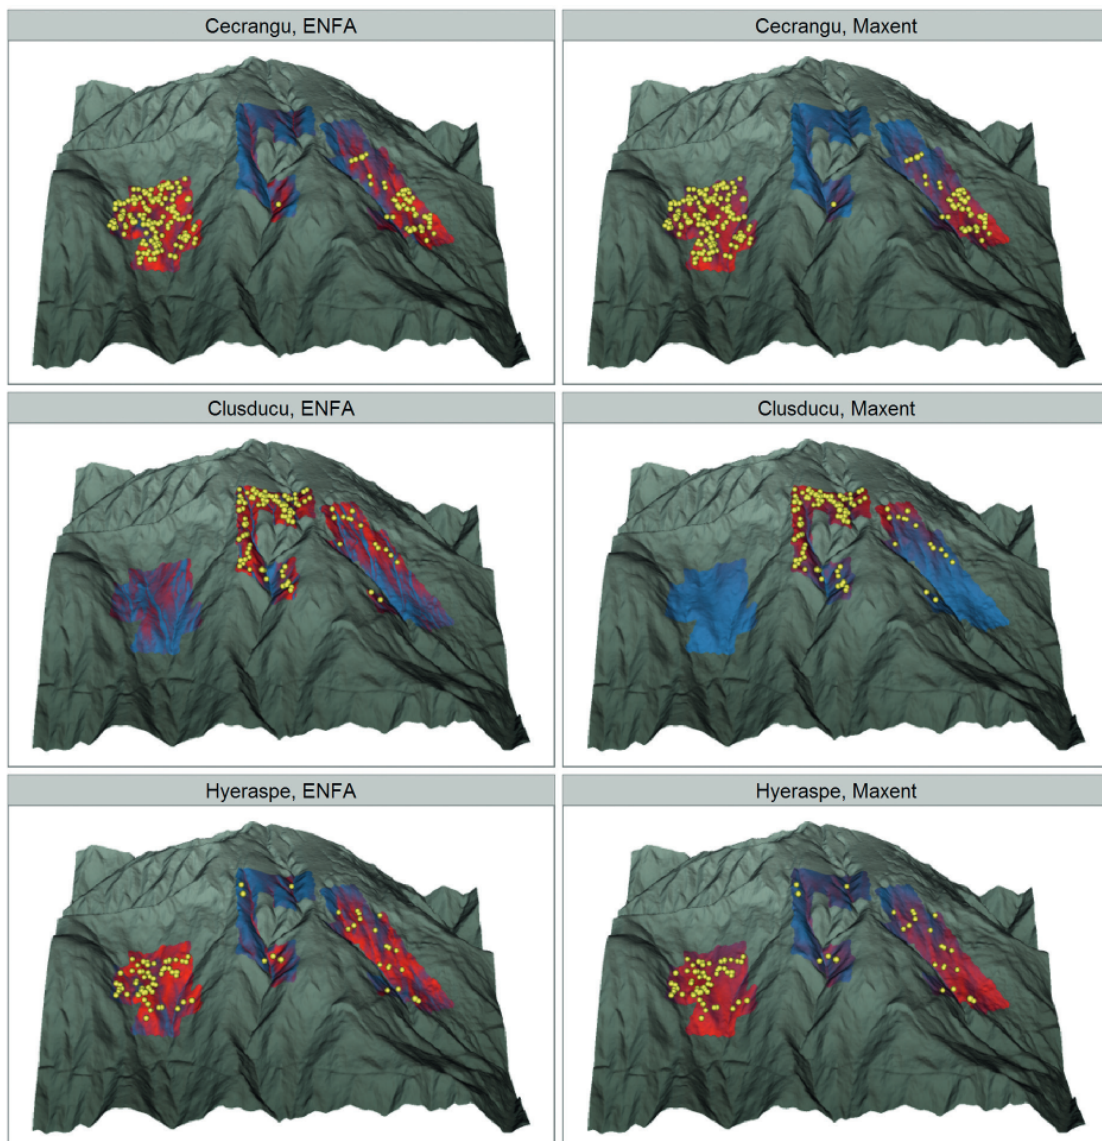 Cecrangu, ENFA
Cecrangu, Maxent
Clusducu, ENFA
Clusducu, Maxent
Hyeraspe, ENFA
Hyeraspe, Maxent